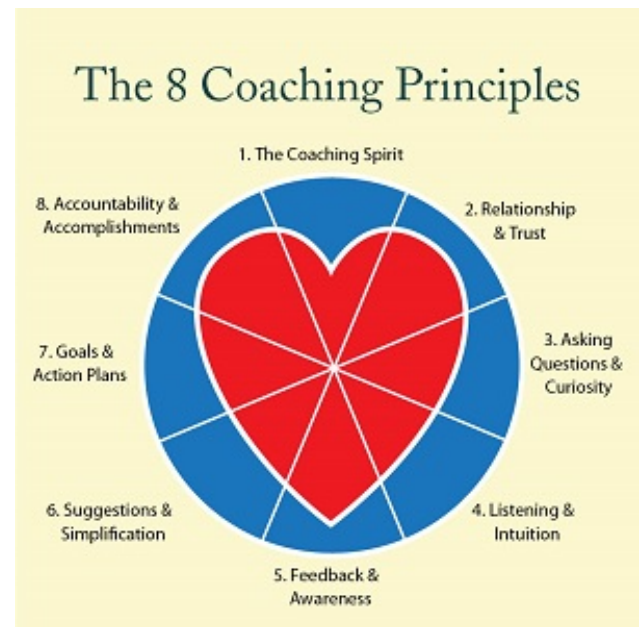 The 8 Coaching Principles
1. The Coaching Spirit
2. Relationship
& Trust
3. Asking
Questions &
Curiosity
4. Listening &
Intuition
5. Feedback &
Awareness
6. Suggestions &
Simplification
7. Goals &
Action Plans
8. Accountability &
Accomplishments